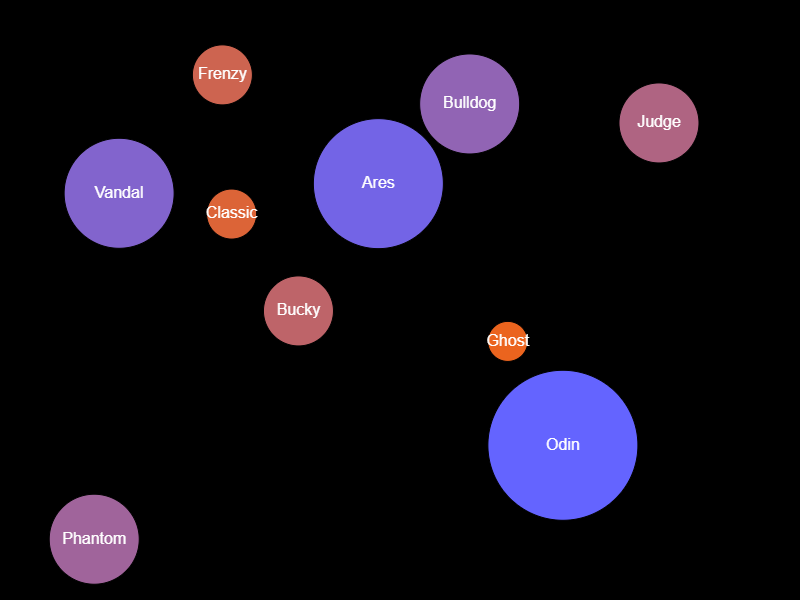 Frenzy
Bulldog
Judge
Ares
Vandal
Classic
Bucky
Ghost
Odin
Phantom